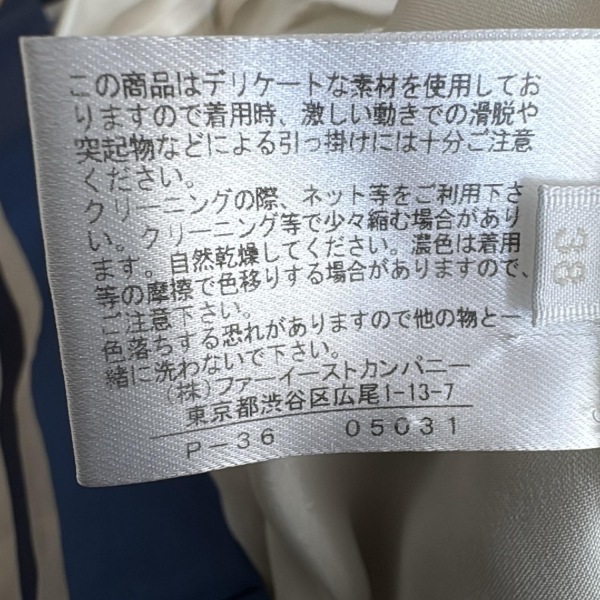 この商品はデリケートな素材を使用してお
りますので着用時、激しい動きでの滑脱や
突起物などによる引っ掛けには十分ご注意
ください。
クリーニングの際、ネット等をご利用下さ
い。クリーニング等で少々縮む場合があり
ます。自然乾燥してください。濃色は着用
等の摩擦で色移りする場合がありますので、
ご注意下さい。
色落ちする恐れがありますので他の物と一
緒に洗わないで下さい。
(株)ファーイーストカンパニー
東京都渋谷区広尾1-13-7
P-36 05031
38